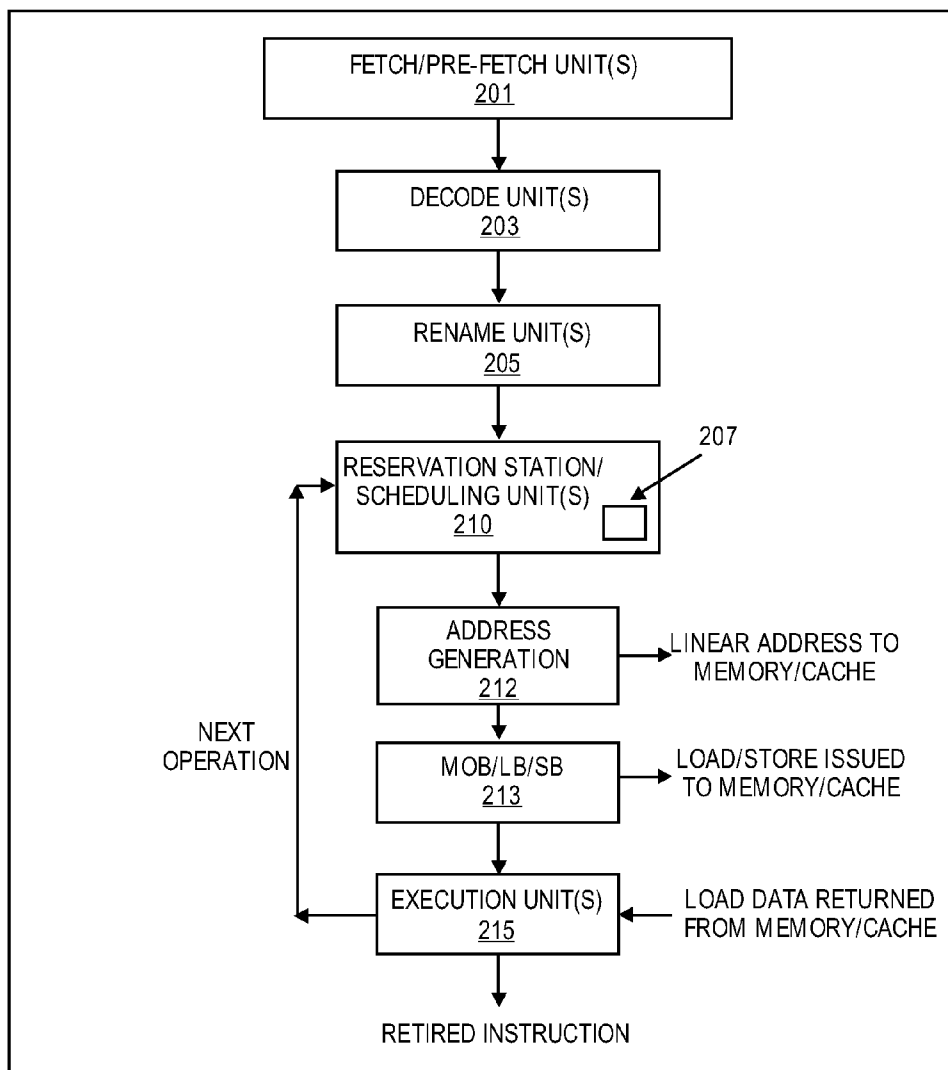 FETCH/PRE-FETCH UNIT(S)
201
DECODE UNIT(S)
203
RENAME UNIT(S)
205
207
RESERVATION STATION/
SCHEDULING UNIT(S)
210
ADDRESS
GENERATION
212
LINEAR ADDRESS TO
MEMORY/CACHE
NEXT
OPERATION
MOB/LB/SB
213
LOAD/STORE ISSUED
TO MEMORY/CACHE
EXECUTION UNIT(S)
215
LOAD DATA RETURNED
FROM MEMORY/CACHE
RETIRED INSTRUCTION